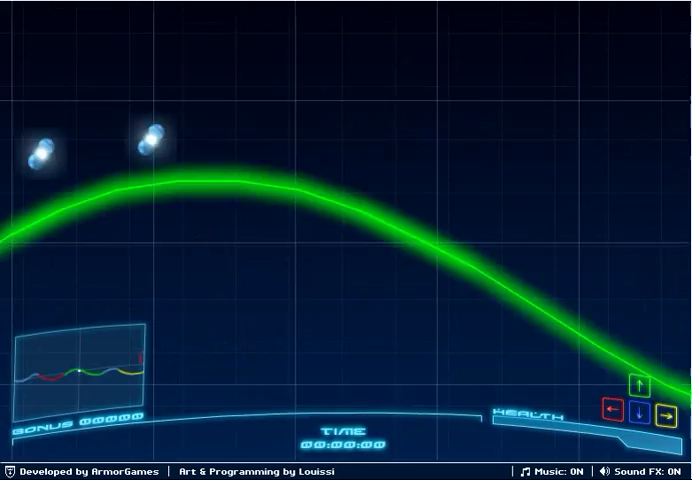 BONUS 00000
TIME
00:00:00
HEALTH
Developed by ArmorGames
Art & Programming by Louissi
Music: ON
Sound FX: ON